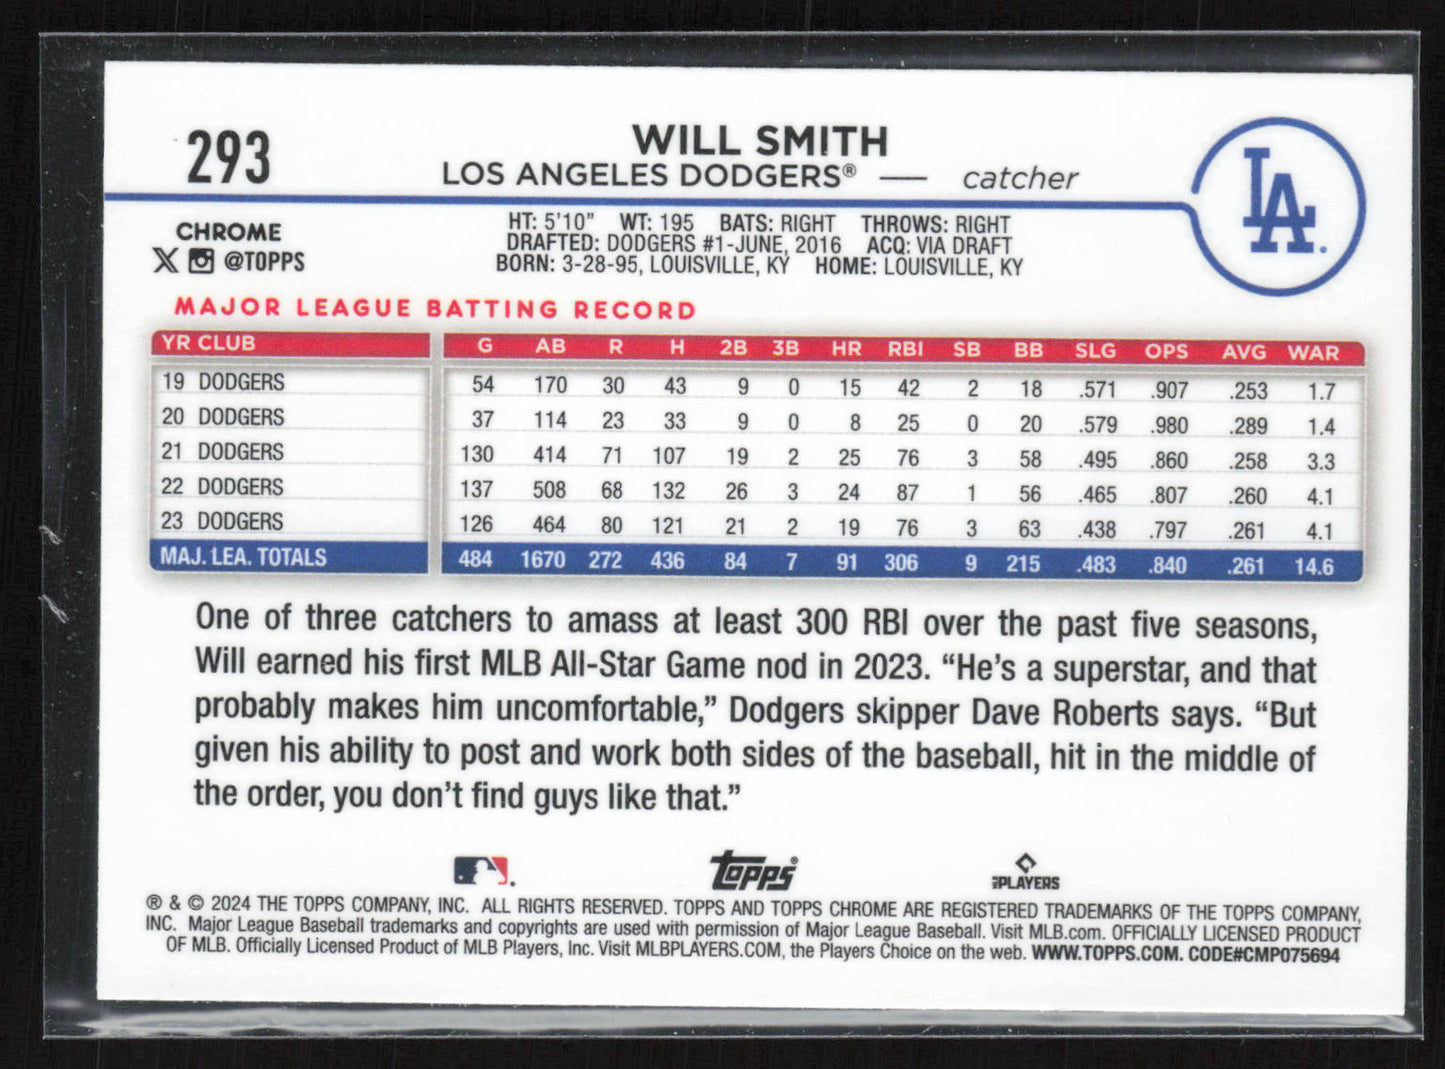 293
WILL SMITH
LOS ANGELES DODGERS® — catcher
LA
CHROME
@TOPPS
HT: 5'10" WT: 195 BATS: RIGHT THROWS: RIGHT
DRAFTED: DODGERS #1-JUNE, 2016 ACQ: VIA DRAFT
BORN: 3-28-95, LOUISVILLE, KY HOME: LOUISVILLE, KY
MAJOR LEAGUE BATTING RECORD
YR CLUB G AB R H 2B 3B HR RBI SB BB SLG OPS AVG WAR
19 DODGERS 54 170 30 43 9 0 15 42 2 18 .571 .907 .253 1.7
20 DODGERS 37 114 23 33 9 0 8 25 0 20 .579 .980 .289 1.4
21 DODGERS 130 414 71 107 19 2 25 76 3 58 .495 .860 .258 3.3
22 DODGERS 137 508 68 132 26 3 24 87 1 56 .465 .807 .260 4.1
23 DODGERS 126 464 80 121 21 2 19 76 3 63 .438 .797 .261 4.1
MAJ. LEA. TOTALS 484 1670 272 436 84 7 91 306 9 215 .483 .840 .261 14.6
One of three catchers to amass at least 300 RBI over the past five seasons,
Will earned his first MLB All-Star Game nod in 2023. “He’s a superstar, and that
probably makes him uncomfortable,” Dodgers skipper Dave Roberts says. “But
given his ability to post and work both sides of the baseball, hit in the middle of
the order, you don’t find guys like that.”
Topps® PLAYERS
® & © 2024 THE TOPPS COMPANY, INC. ALL RIGHTS RESERVED. TOPPS AND TOPPS CHROME ARE REGISTERED TRADEMARKS OF THE TOPPS COMPANY,
INC. Major League Baseball trademarks and copyrights are used with permission of Major League Baseball. Visit MLB.com. OFFICIALLY LICENSED PRODUCT
OF MLB. Officially Licensed Product of MLB Players, Inc. Visit MLBPLAYERS.COM, the Players Choice on the web. WWW.TOPPS.COM. CODE#CMP075694